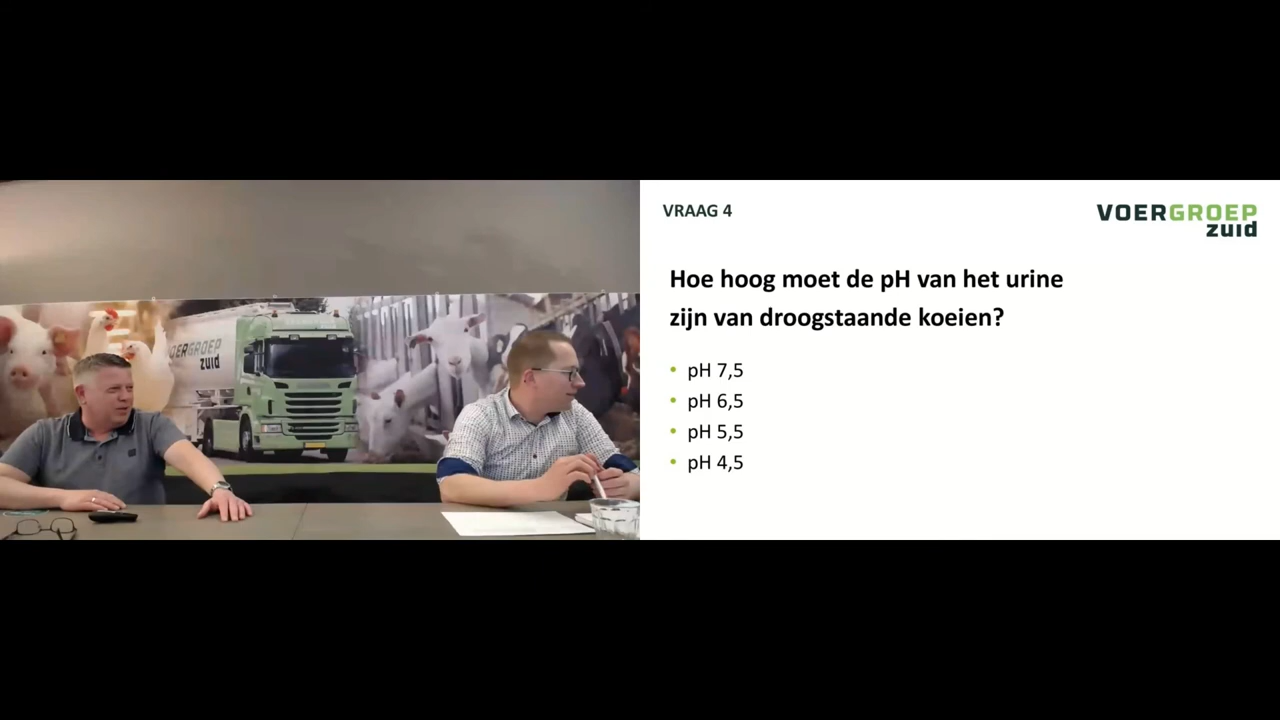 VRAAG 4
VOERGROEP
zuid
Hoe hoog moet de pH van het urine
zijn van droogstaande koeien?
• pH 7,5
• pH 6,5
• pH 5,5
• pH 4,5
VOERGROEP
zuid